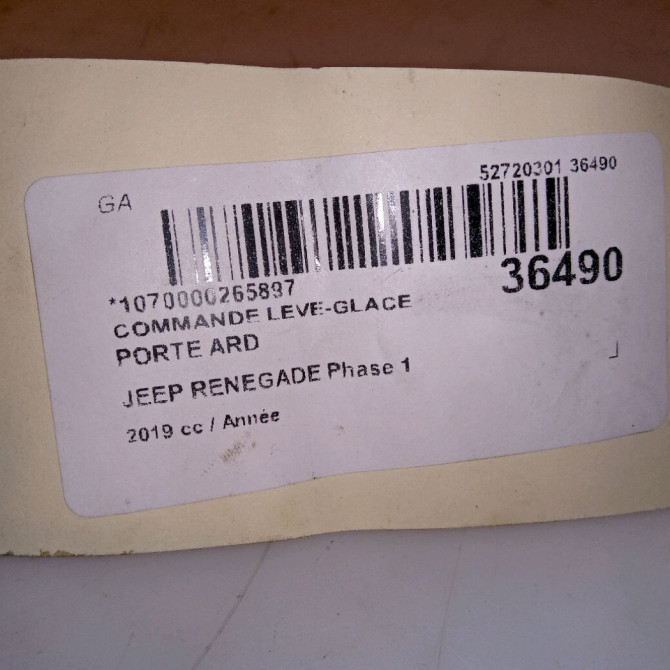 52720301 36490
GA
*1070000265897
36490
COMMANDE LEVE-GLACE
PORTE ARD
JEEP RENEGADE Phase 1
2019 cc / Année